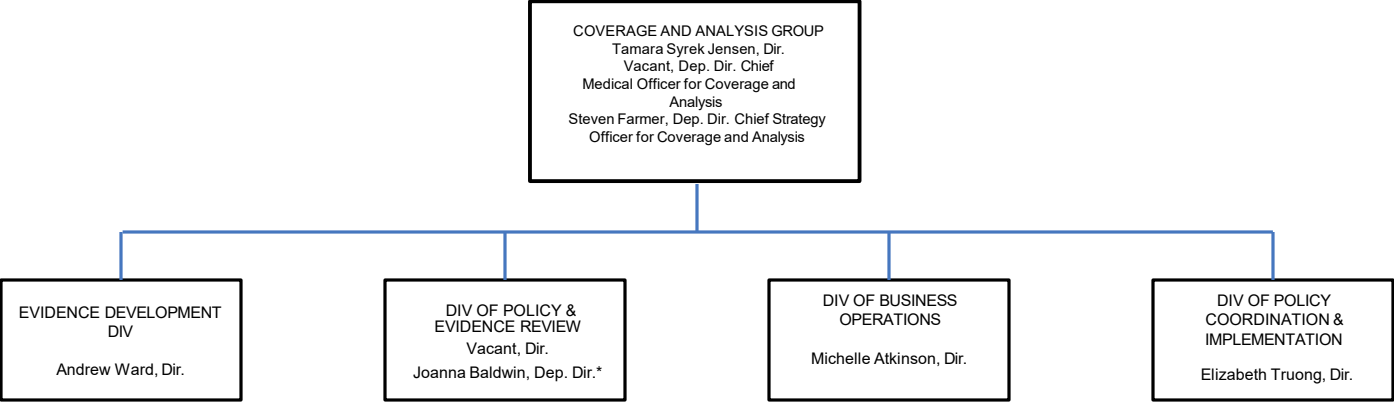 COVERAGE AND ANALYSIS GROUP
Tamara Syrek Jensen, Dir.
Vacant, Dep. Dir. Chief
Medical Officer for Coverage and
Analysis
Steven Farmer, Dep. Dir. Chief Strategy
Officer for Coverage and Analysis
EVIDENCE DEVELOPMENT
DIV
Andrew Ward, Dir.
DIV OF POLICY &
EVIDENCE REVIEW
Vacant, Dir.
Joanna Baldwin, Dep. Dir.*
DIV OF BUSINESS
OPERATIONS
Michelle Atkinson, Dir.
DIV OF POLICY
COORDINATION &
IMPLEMENTATION
Elizabeth Truong, Dir.